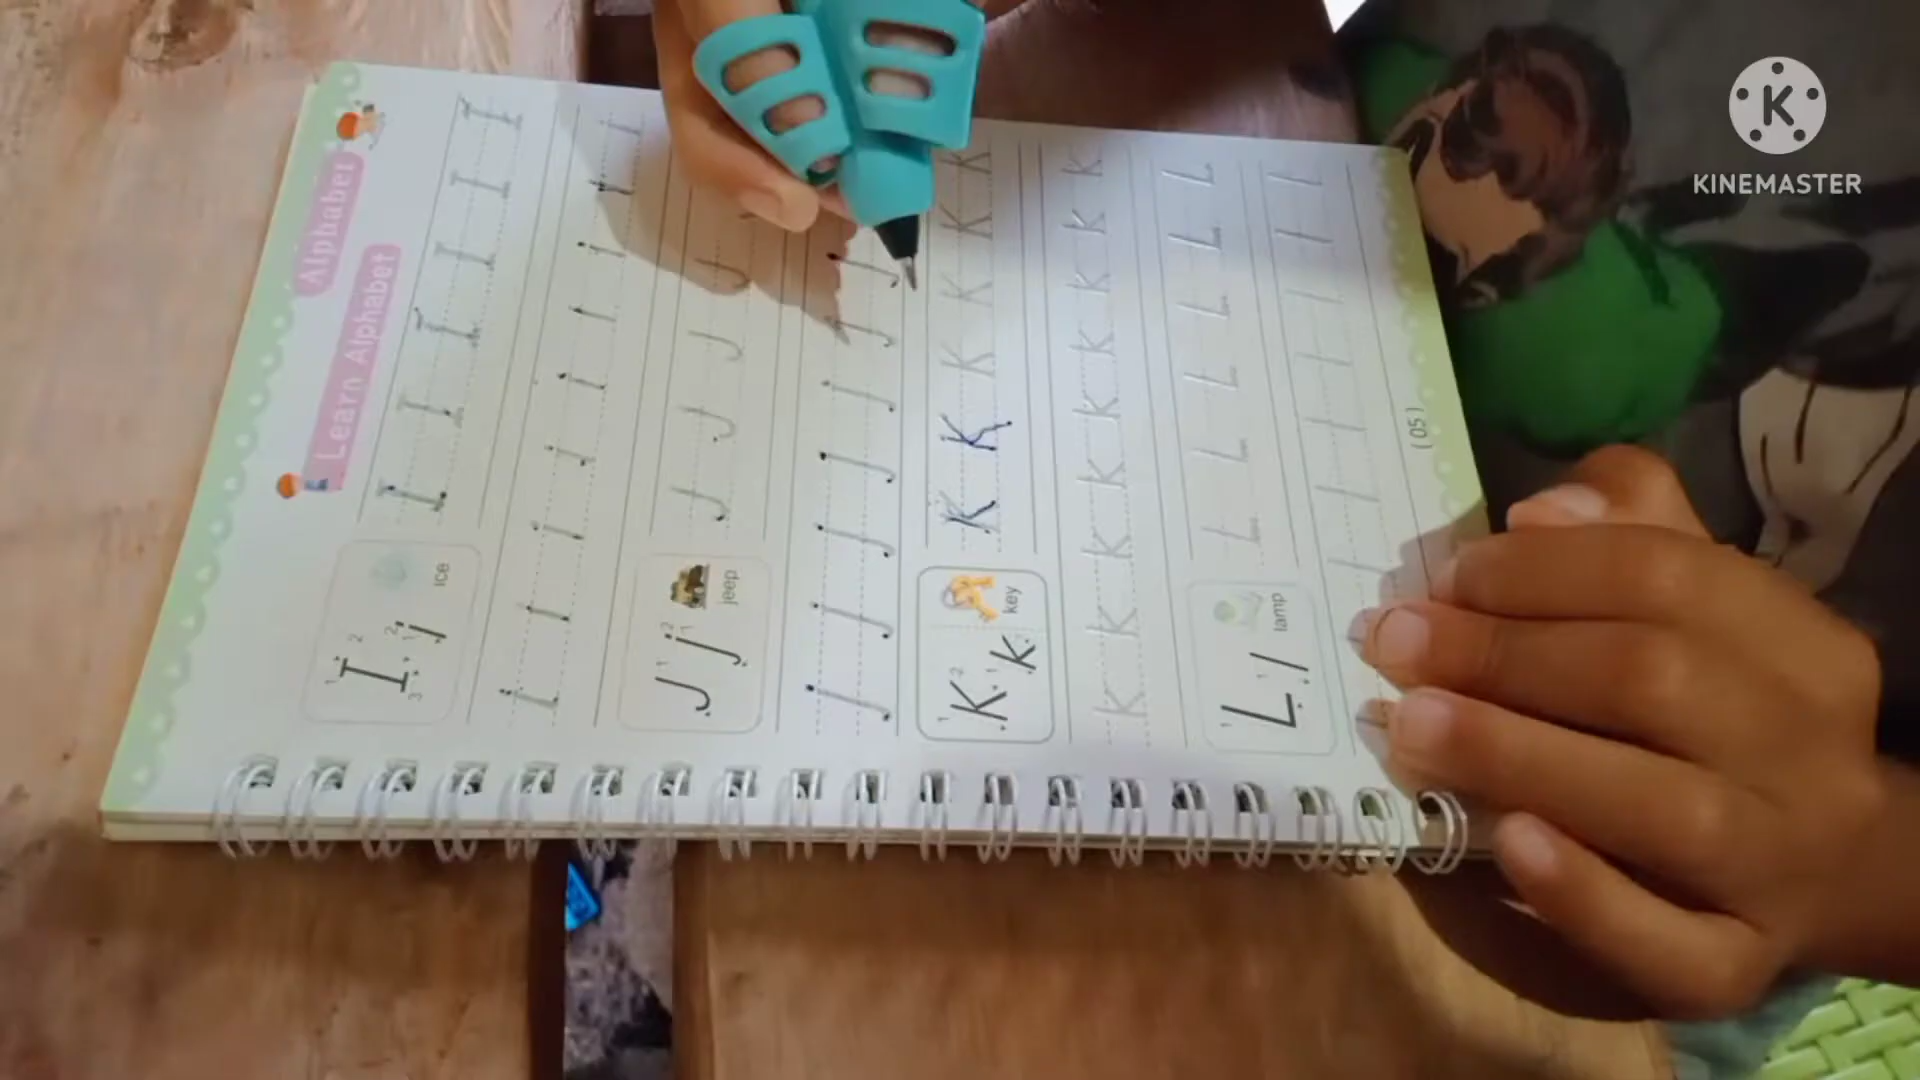 Alphabet
Learn Alphabet
I i ice I I I I I I
i i i i i i i i i
J j jeep J J J J
j j j j j j j
K k key K K K K K K
k k k k k k k k k
L l lamp L L L L L L
l l l l l l l l l
(05)
K
KINEMASTER